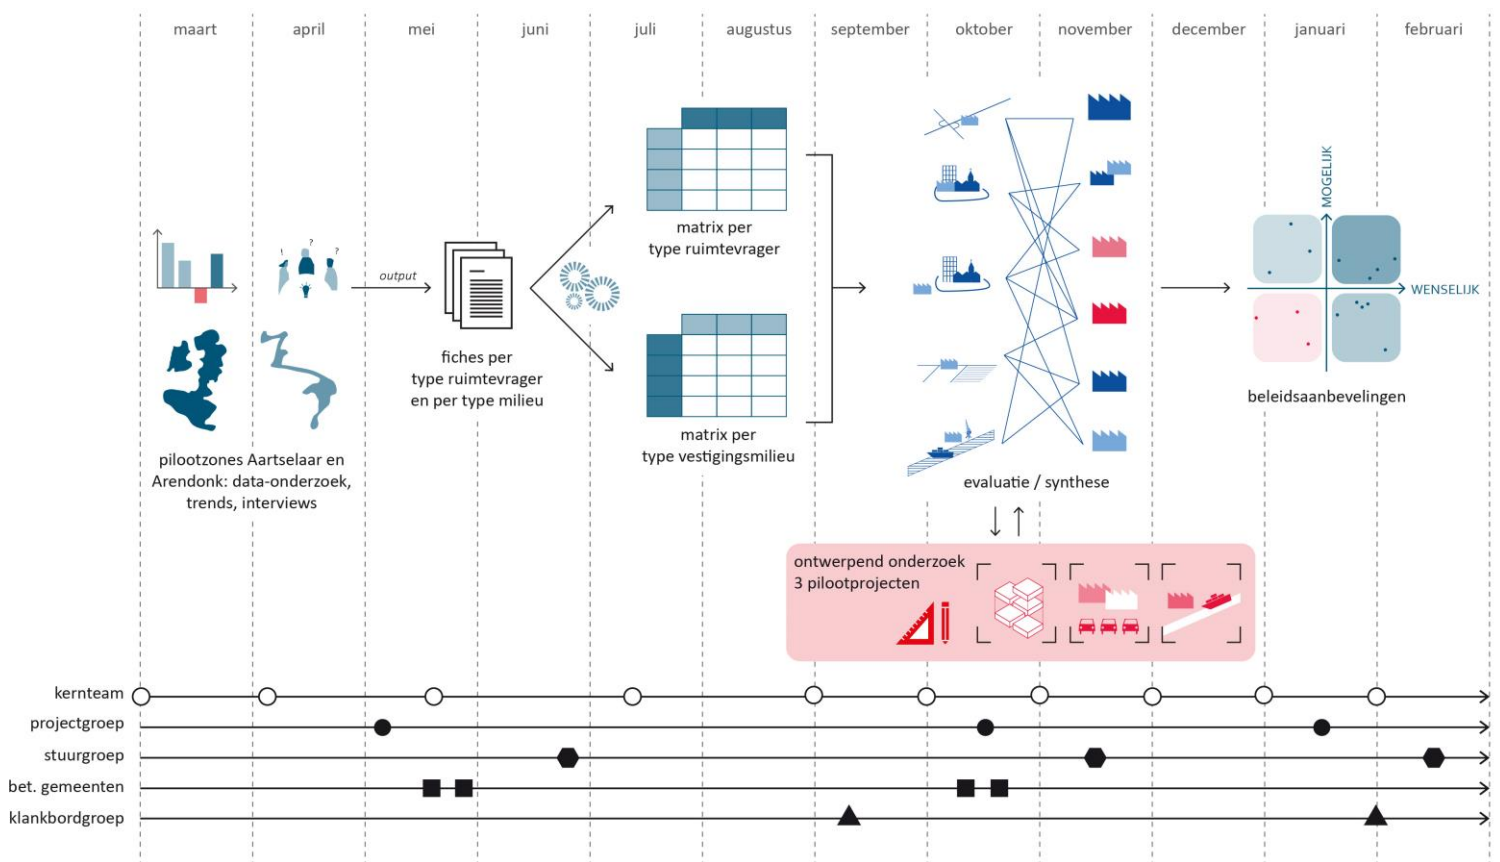 maart
april
mei
juni
juli
augustus
september
oktober
november
december
januari
februari
! ? ?
output
fiches per
type ruimtevrager
en per type milieu
pilootzones Aartselaar en
Arendonk: data-onderzoek,
trends, interviews
matrix per
type ruimtevrager
matrix per
type vestigingsmilieu
evaluatie / synthese
MOGELIJK
WENSELIJK
beleidsaanbevelingen
ontwerpend onderzoek
3 pilootprojecten
kernteam
projectgroep
stuurgroep
bet. gemeenten
klankbordgroep